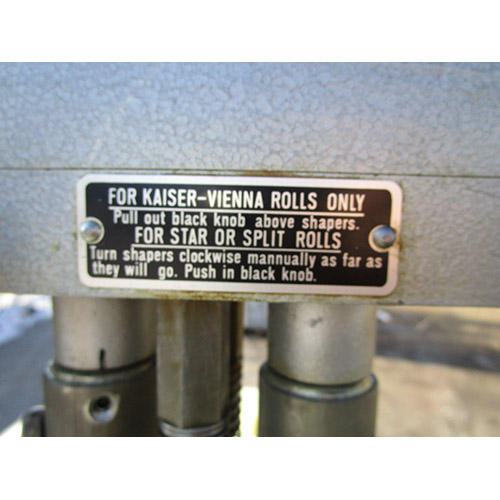 FOR KAISER-VIENNA ROLLS ONLY
Pull out black knob above shapers.
FOR STAR OR SPLIT ROLLS
Turn shapers clockwise mannually as far as
they will go. Push in black knob.